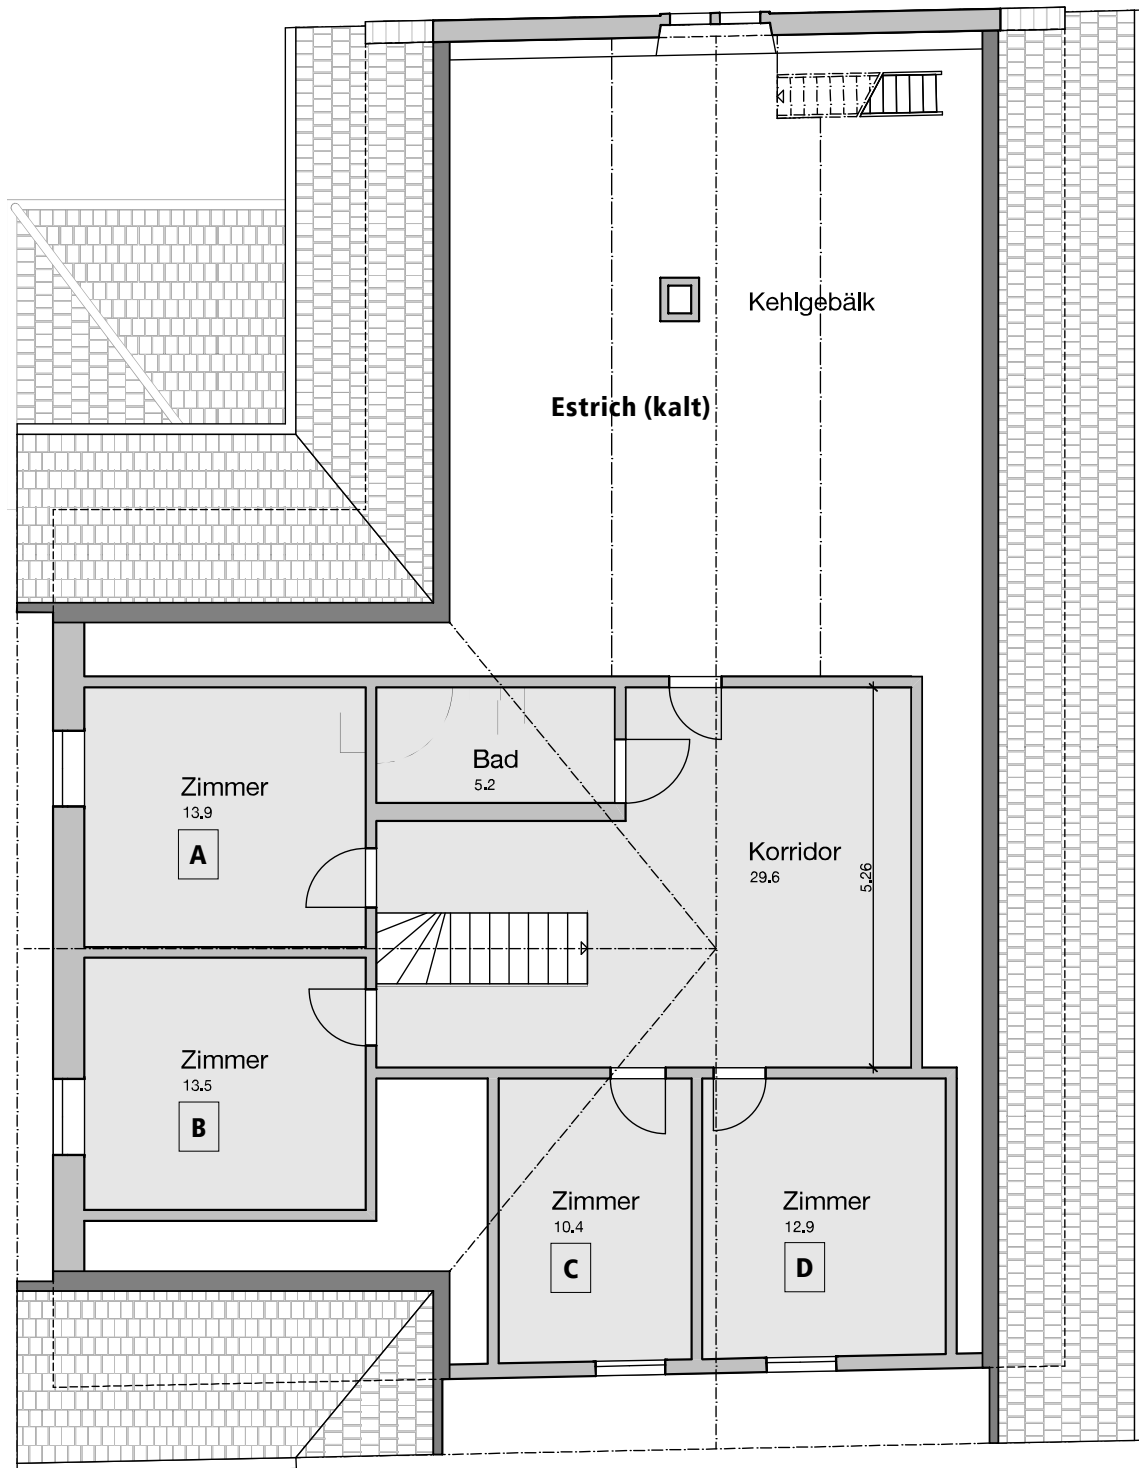 Kehlgebälk
Estrich (kalt)
Zimmer
13.9
A
Bad
5.2
Korridor
29.6
5.26
Zimmer
13.5
B
Zimmer
10.4
C
Zimmer
12.9
D